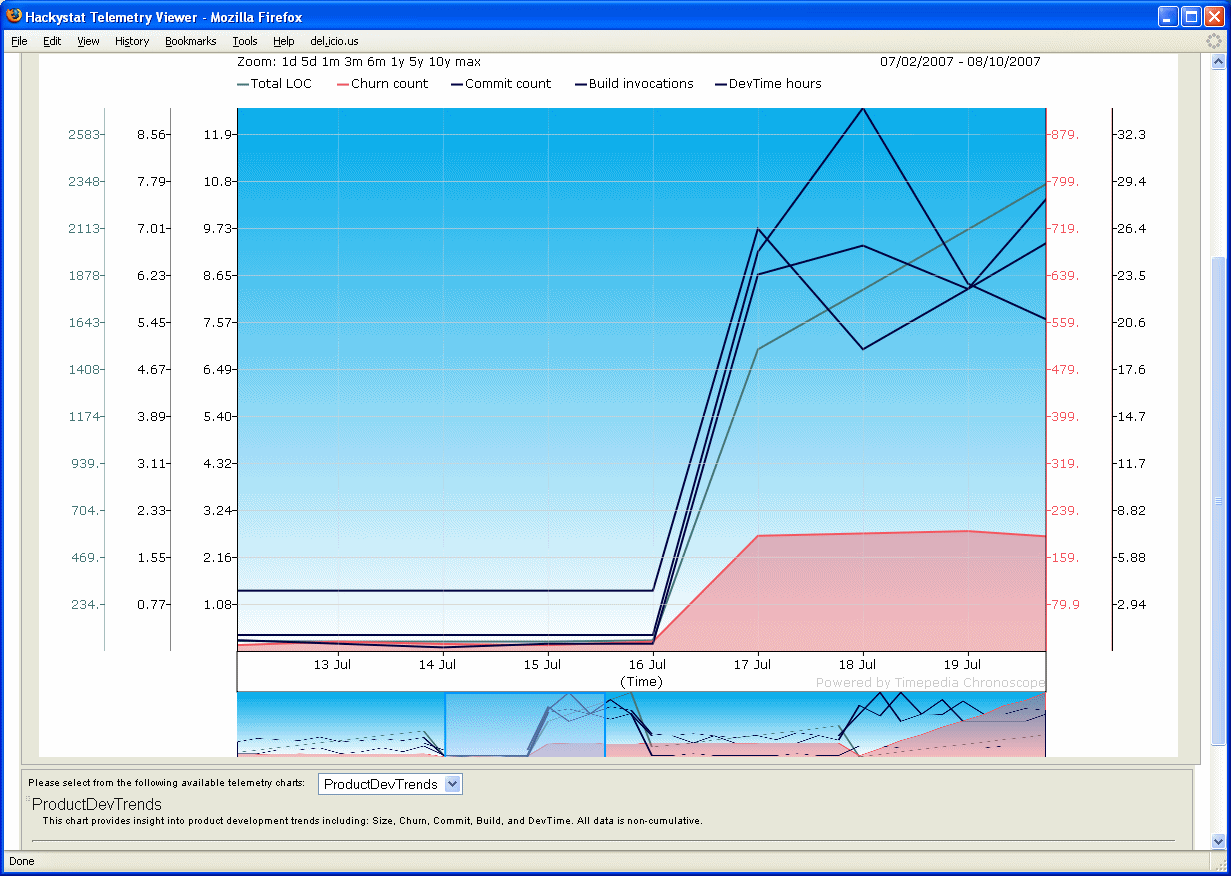 Hackystat Telemetry Viewer - Mozilla Firefox
File Edit View History Bookmarks Tools Help del.icio.us
Zoom: 1d 5d 1m 3m 6m 1y 5y 10y max 07/02/2007 - 08/10/2007
Total LOC Churn count Commit count Build invocations DevTime hours
2583 8.56 11.9 879. 32.3
2348 7.79 10.8 799. 29.4
2113 7.01 9.73 719. 26.4
1878 6.23 8.65 639. 23.5
1643 5.45 7.57 559. 20.6
1408 4.67 6.49 479. 17.6
1174 3.89 5.40 399. 14.7
939. 3.11 4.32 319. 11.7
704. 2.33 3.24 239. 8.82
469. 1.55 2.16 159. 5.88
234. 0.77 1.08 79.9 2.94
13 Jul 14 Jul 15 Jul 16 Jul 17 Jul 18 Jul 19 Jul
(Time)
Powered by Timepedia Chronoscope
Please select from the following available telemetry charts: ProductDevTrends
ProductDevTrends
This chart provides insight into product development trends including: Size, Churn, Commit, Build, and DevTime. All data is non-cumulative.
Done